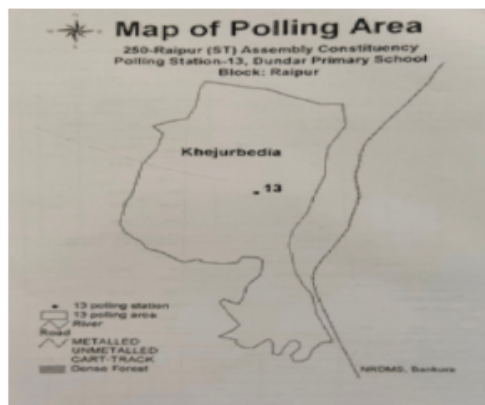 Map of Polling Area
250-Raipur (ST) Assembly Constituency
Polling Station-13, Dundar Primary School
Block: Raipur
Khejurbedia
13
13 polling station
13 polling area
River
Road
METALLED
UNMETALLED
CART-TRACK
Dense Forest
NRDMS, Bankura